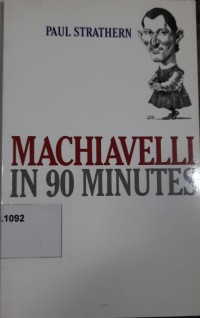 PAUL STRATHERN
MACHIAVELLI
IN 90 MINUTES
.1092